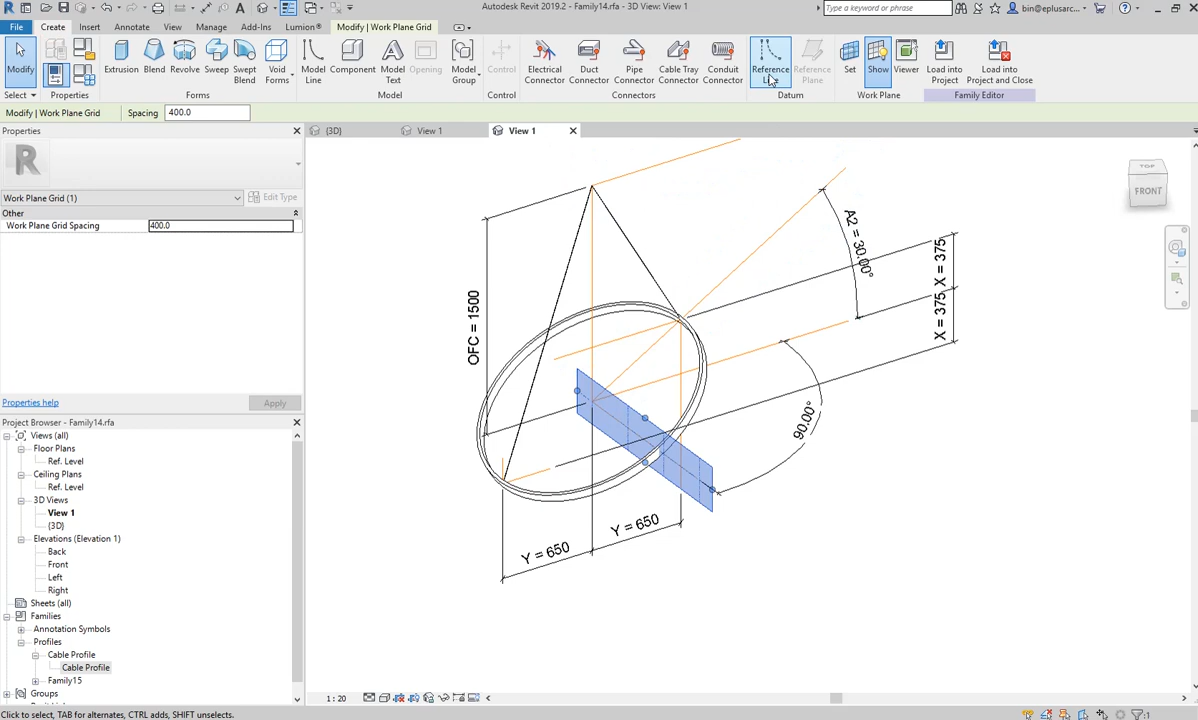 Autodesk Revit 2019.2 - Family14.rfa - 3D View: View 1
Type a keyword or phrase
bin@eplusarc...
File Create Insert Annotate View Manage Add-Ins Lumion® Modify | Work Plane Grid
Modify Extrusion Blend Revolve Sweep Swept Blend Void Forms Model Line Component Model Text Opening Model Group Control Electrical Connector Duct Connector Pipe Connector Cable Tray Connector Conduit Connector Reference Line Reference Plane Set Show Viewer Load into Project Load into Project and Close
Select Properties Forms Model Control Connectors Datum Work Plane Family Editor
Modify | Work Plane Grid Spacing 400.0
Properties
{3D} View 1 View 1
R
Work Plane Grid (1) Edit Type
Other
Work Plane Grid Spacing 400.0
Properties help Apply
Project Browser - Family14.rfa
Views (all)
Floor Plans
Ref. Level
Ceiling Plans
Ref. Level
3D Views
View 1
{3D}
Elevations (Elevation 1)
Back
Front
Left
Right
Sheets (all)
Families
Annotation Symbols
Profiles
Cable Profile
Cable Profile
Family15
Groups
TOP
FRONT
A2 = 30.00°
X = 375
X = 375
OFC = 1500
90.00°
Y = 650
Y = 650
1 : 20
Click to select, TAB for alternates, CTRL adds, SHIFT unselects.
:1